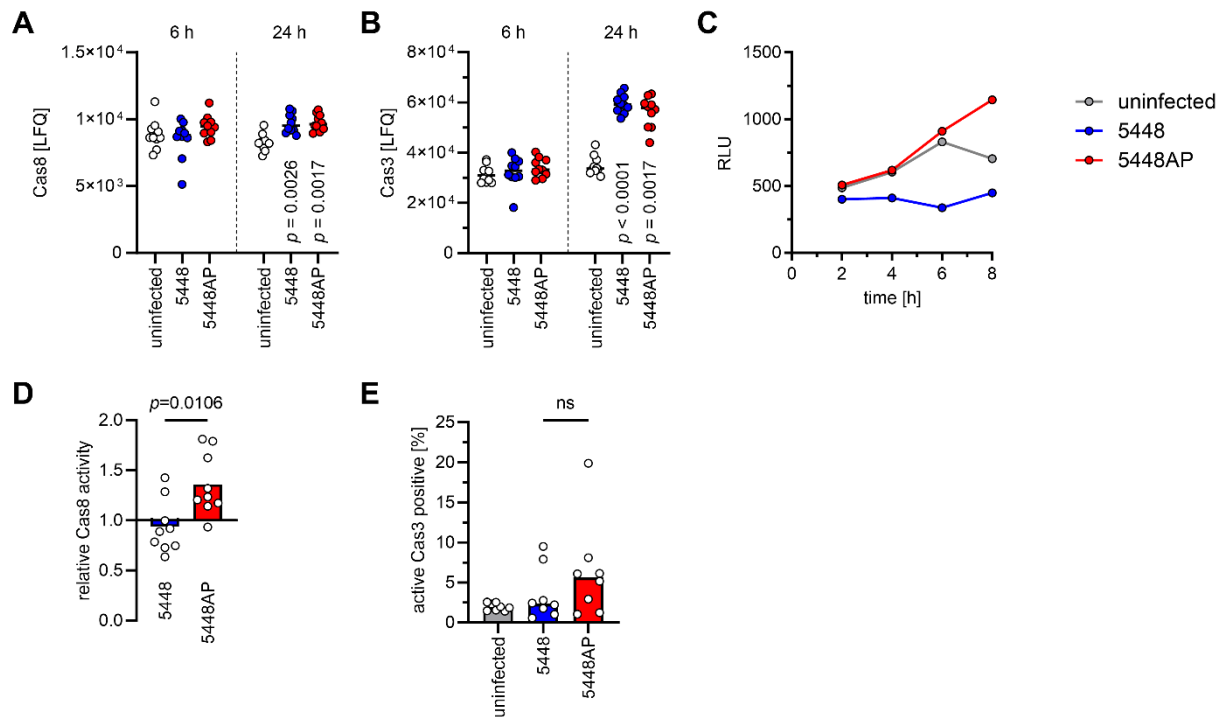 A
6 h
24 h
Cas8 [LFQ]
1.5×10⁴
1×10⁴
5×10³
0
p = 0.0026
p = 0.0017
uninfected
5448
5448AP
uninfected
5448
5448AP
B
6 h
24 h
Cas3 [LFQ]
8×10⁴
6×10⁴
4×10⁴
2×10⁴
0
p < 0.0001
p = 0.0017
uninfected
5448
5448AP
uninfected
5448
5448AP
C
RLU
1500
1000
500
0
0
2
4
6
8
time [h]
uninfected
5448
5448AP
D
p=0.0106
relative Cas8 activity
2.0
1.5
1.0
0.5
0.0
5448
5448AP
E
ns
active Cas3 positive [%]
25
20
15
10
5
0
uninfected
5448
5448AP